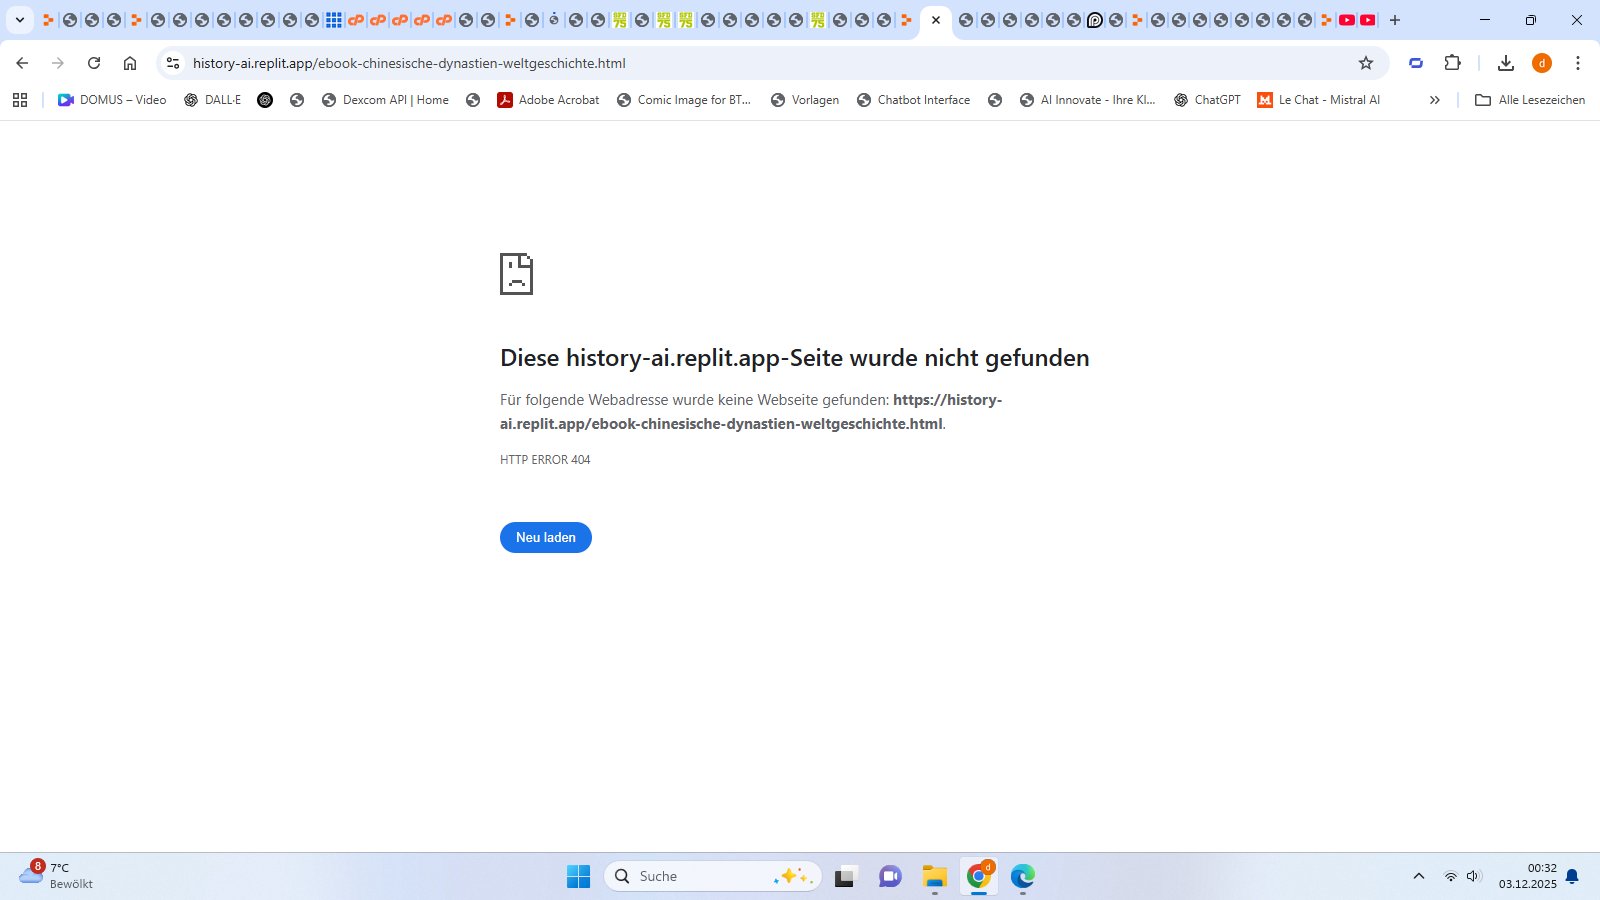 history-ai.replit.app/ebook-chinesische-dynastien-weltgeschichte.html
d
DOMUS – Video
DALL·E
Dexcom API | Home
Adobe Acrobat
Comic Image for BT...
Vorlagen
Chatbot Interface
AI Innovate - Ihre KI...
ChatGPT
Le Chat - Mistral AI
Alle Lesezeichen
Diese history-ai.replit.app-Seite wurde nicht gefunden
Für folgende Webadresse wurde keine Webseite gefunden: https://history-
ai.replit.app/ebook-chinesische-dynastien-weltgeschichte.html.
HTTP ERROR 404
Neu laden
8
7°C
Bewölkt
Suche
d
00:32
03.12.2025